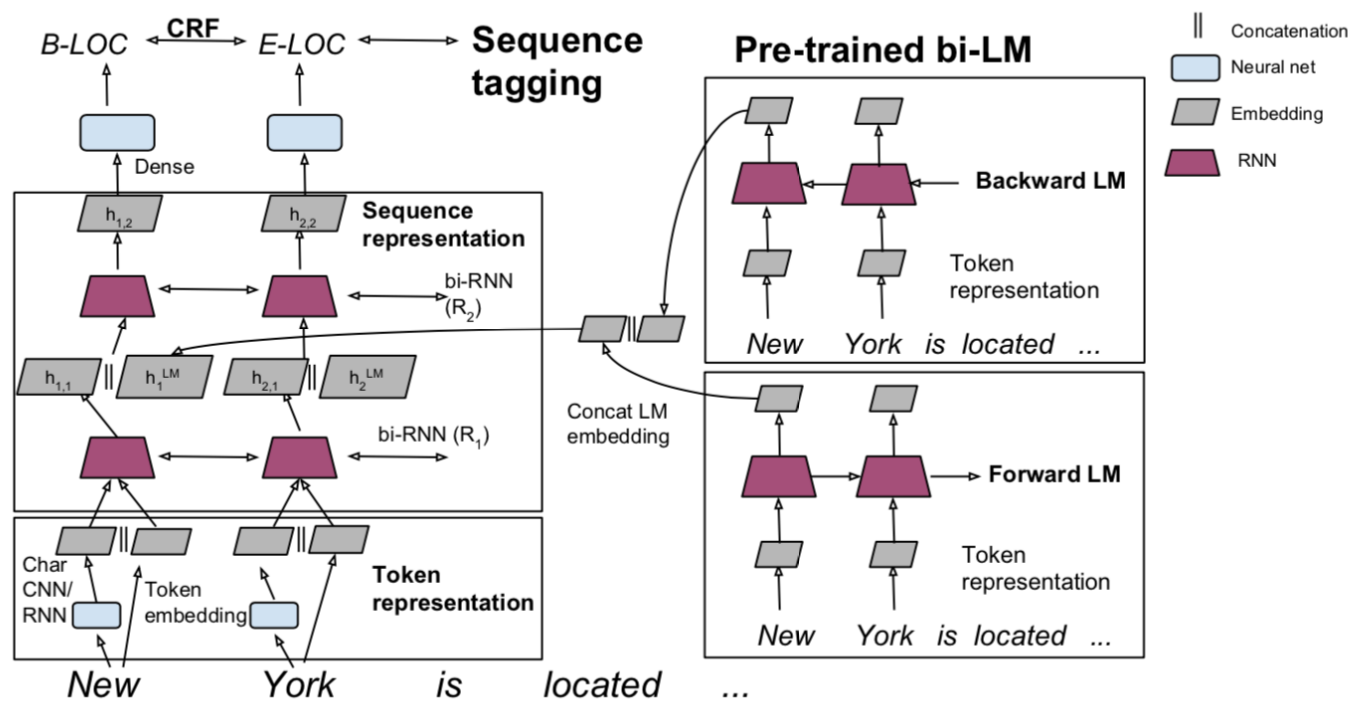 B-LOC CRF E-LOC Sequence
tagging
Dense
h1,2 h2,2 Sequence
representation
bi-RNN
(R2)
h1,1 || h1LM h2,1 || h2LM
bi-RNN (R1)
||  ||
Char
CNN/
RNN
Token
embedding
Token
representation
New York is located ...
||
Concat LM
embedding
Pre-trained bi-LM
Backward LM
Token
representation
New York is located ...
Forward LM
Token
representation
New York is located ...
|| Concatenation
Neural net
Embedding
RNN